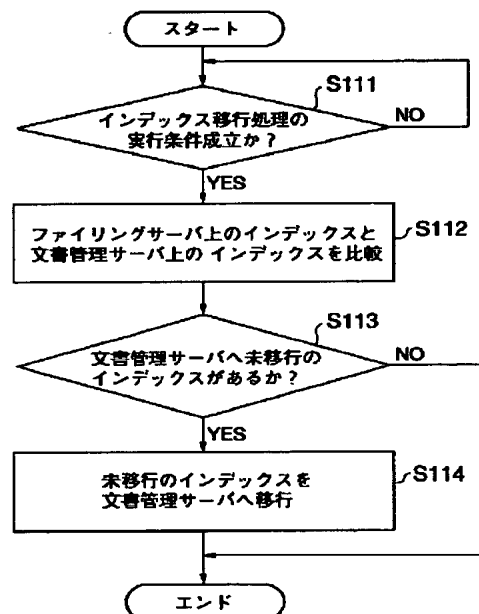 スタート
S111
インデックス移行処理の
実行条件成立か？
NO
YES
ファイリングサーバ上のインデックスと
文書管理サーバ上の インデックスを比較
S112
S113
文書管理サーバへ未移行の
インデックスがあるか？
NO
YES
未移行のインデックスを
文書管理サーバへ移行
S114
エンド